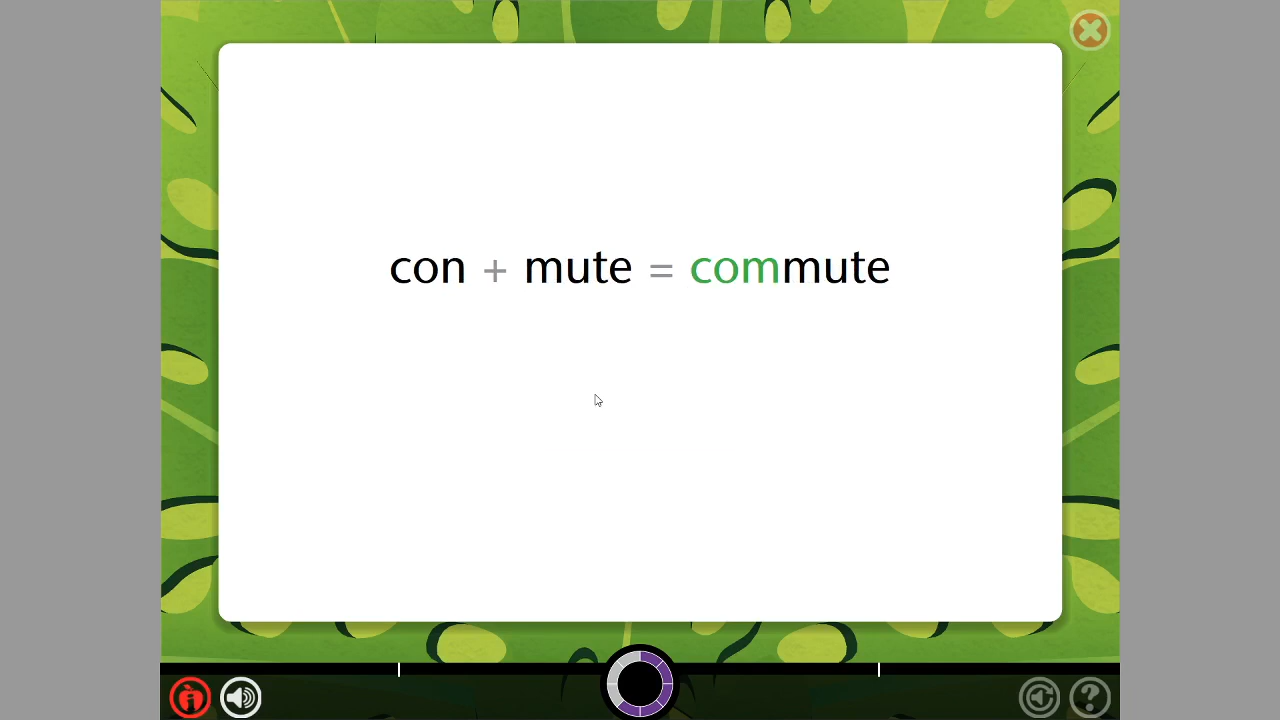 con + mute = commute